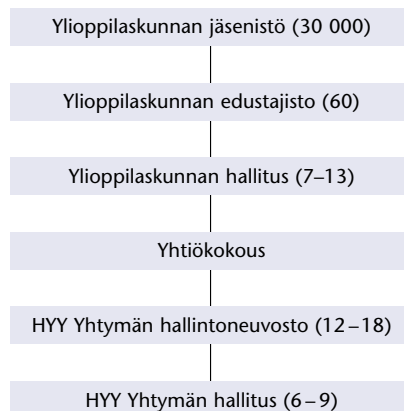 Ylioppilaskunnan jäsenistö (30 000)
Ylioppilaskunnan edustajisto (60)
Ylioppilaskunnan hallitus (7–13)
Yhtiökokous
HYY Yhtymän hallintoneuvosto (12–18)
HYY Yhtymän hallitus (6–9)